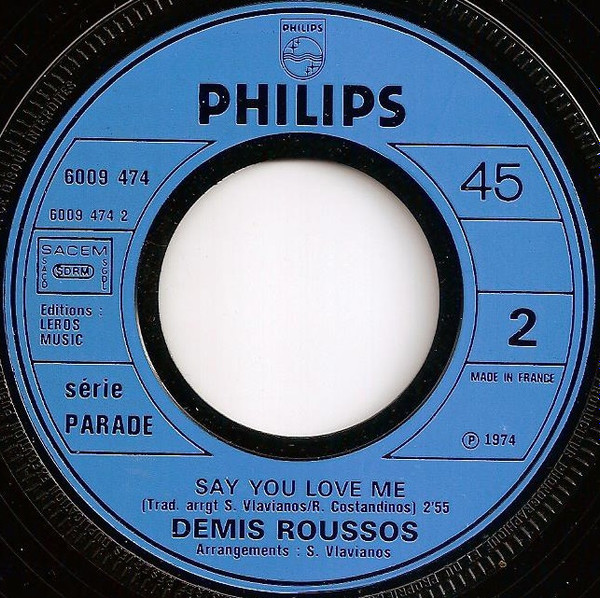 PHILIPS
PHILIPS
6009 474
6009 474 2
45
SACEM
SACD
SDRM
SGDL
Editions :
LEROS
MUSIC
2
MADE IN FRANCE
série
PARADE
℗ 1974
SAY YOU LOVE ME
(Trad. arrgt S. Vlavianos/R. Costandinos) 2'55
DEMIS ROUSSOS
Arrangements : S. Vlavianos